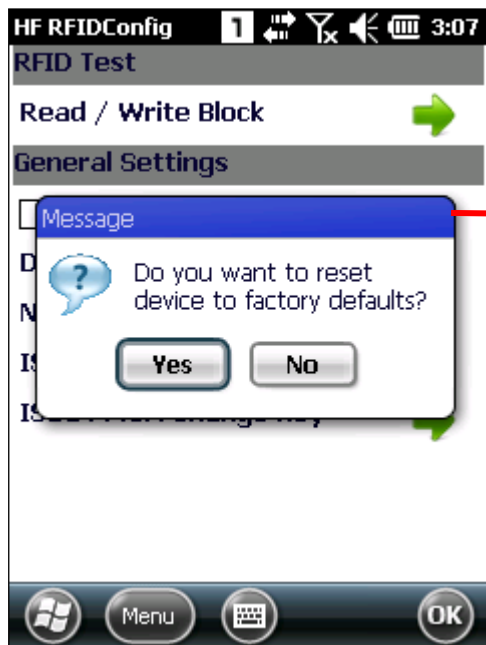 HF RFIDConfig 1 3:07
RFID Test
Read / Write Block
General Settings
Message
D
Do you want to reset
device to factory defaults?
N
Yes No
Menu OK